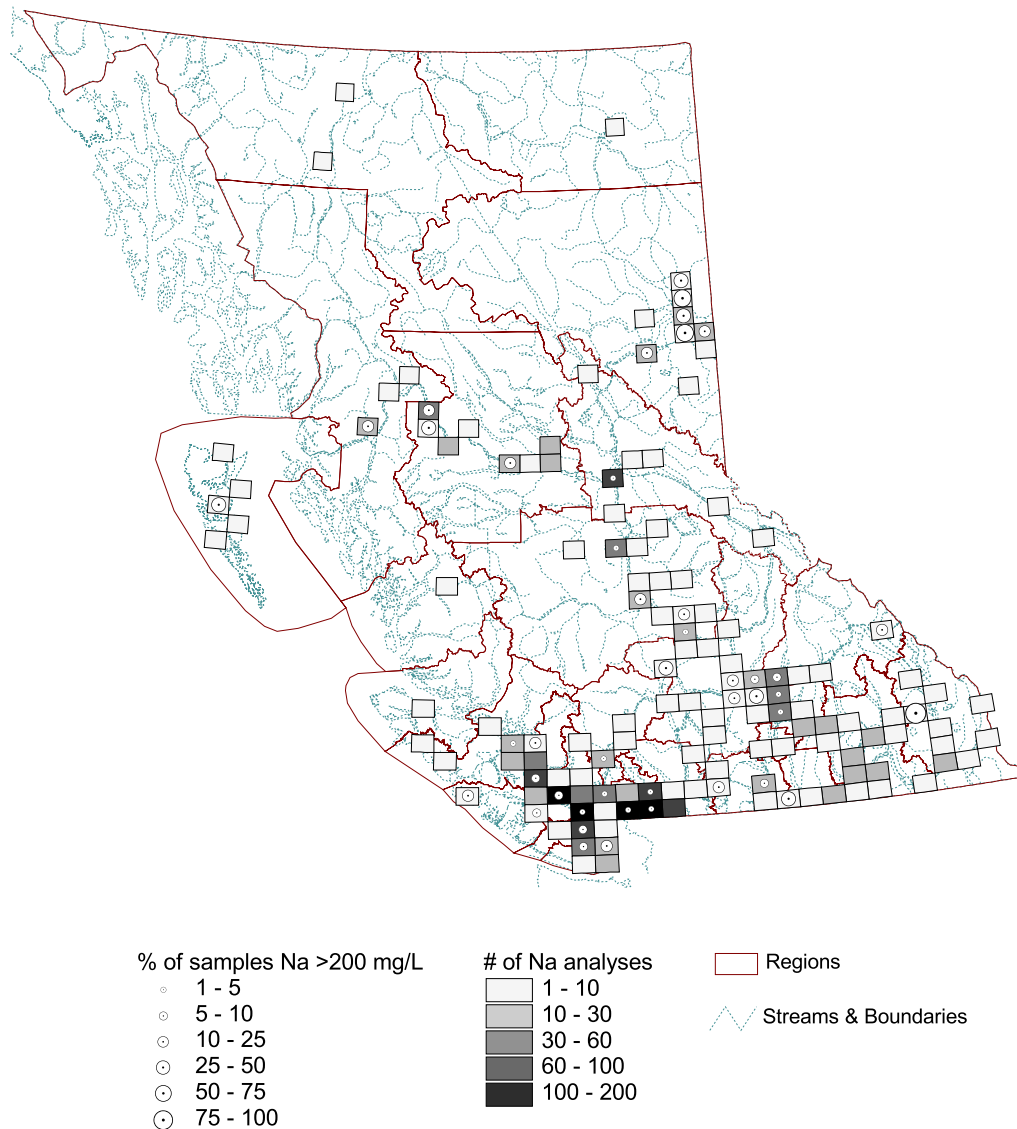 % of samples Na >200 mg/L
1 - 5
5 - 10
10 - 25
25 - 50
50 - 75
75 - 100
# of Na analyses
1 - 10
10 - 30
30 - 60
60 - 100
100 - 200
Regions
Streams & Boundaries